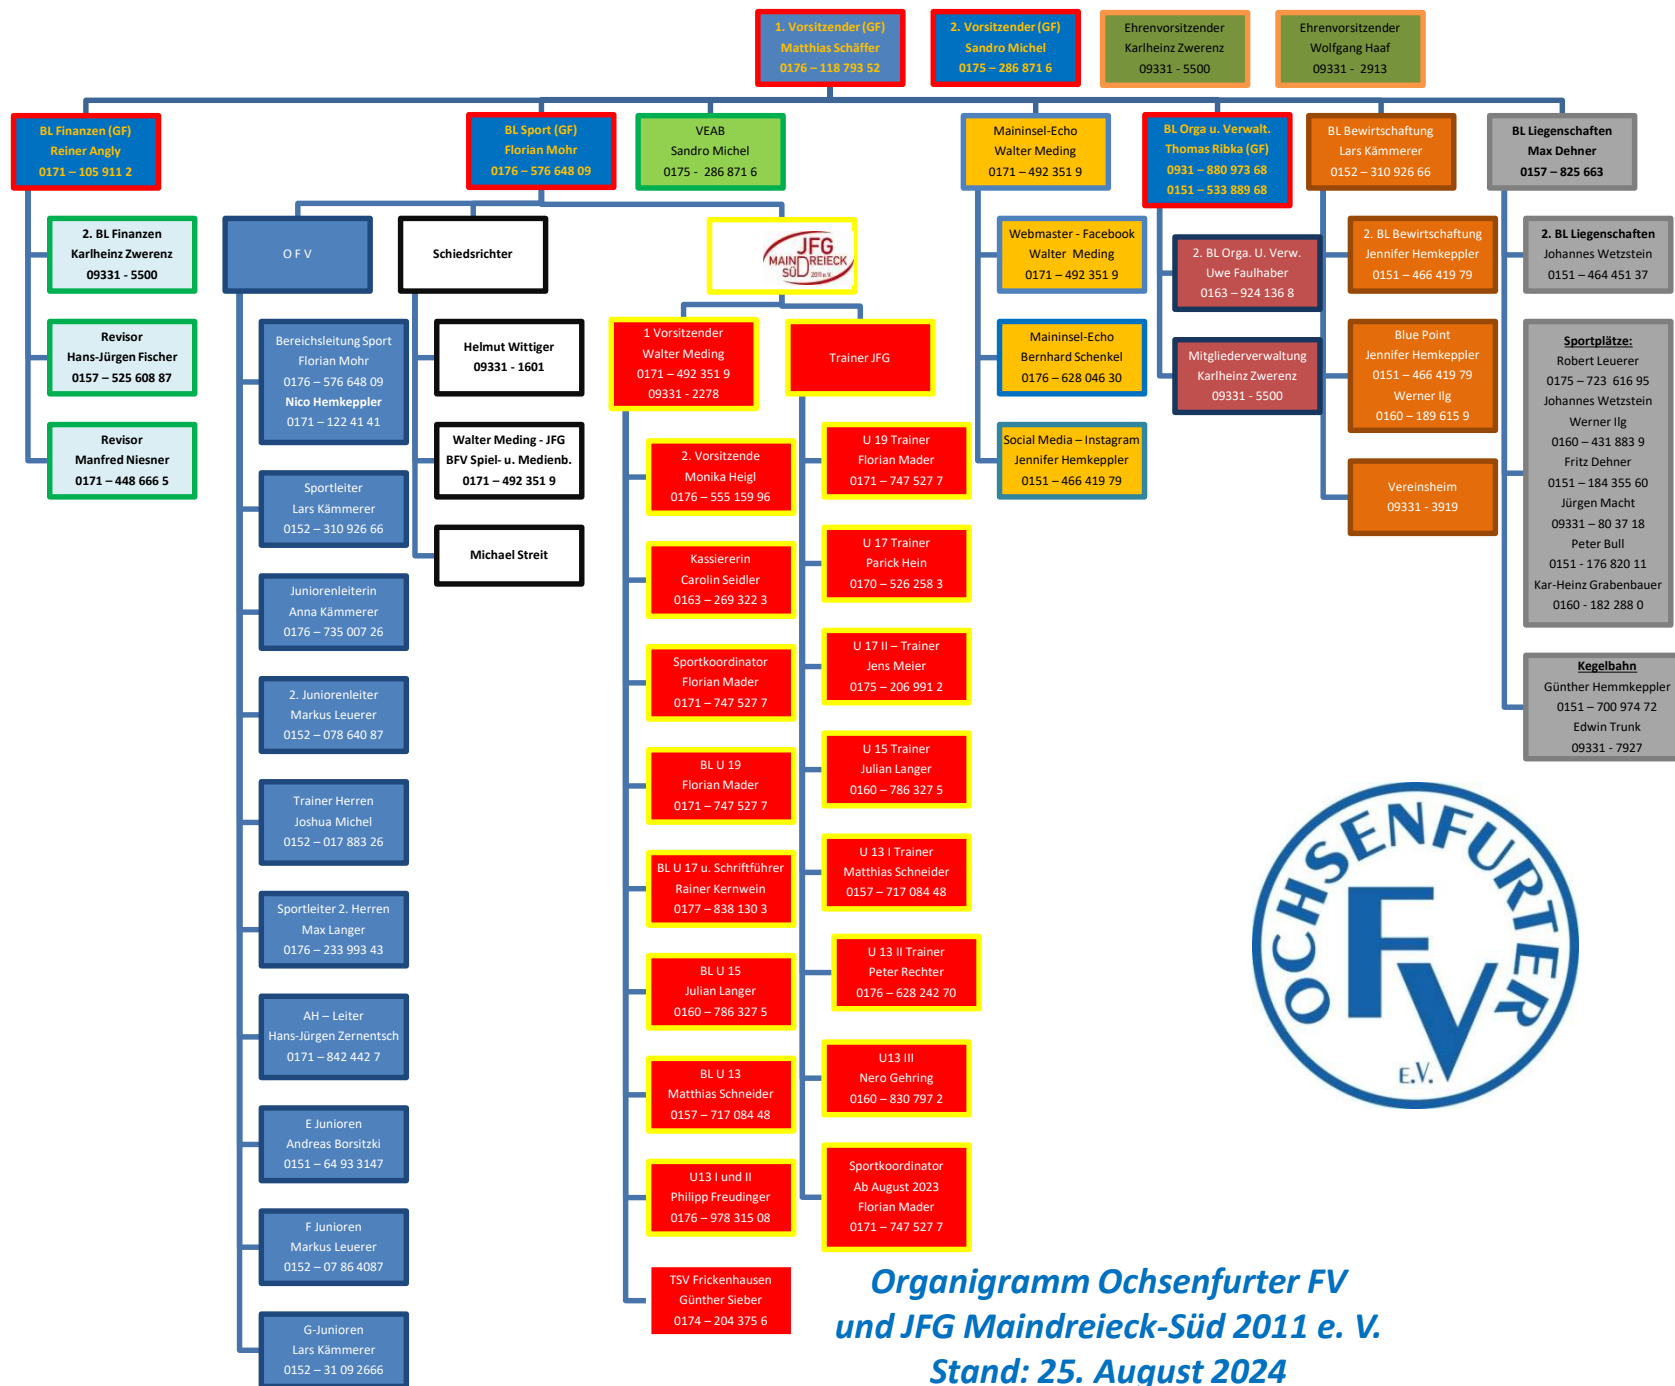 1. Vorsitzender (GF)
Matthias Schäffer
0176 – 118 793 52
2. Vorsitzender (GF)
Sandro Michel
0175 – 286 871 6
Ehrenvorsitzender
Karlheinz Zwerenz
09331 - 5500
Ehrenvorsitzender
Wolfgang Haaf
09331 - 2913
BL Finanzen (GF)
Reiner Angly
0171 – 105 911 2
BL Sport (GF)
Florian Mohr
0176 – 576 648 09
VEAB
Sandro Michel
0175 - 286 871 6
Maininsel-Echo
Walter Meding
0171 – 492 351 9
BL Orga u. Verwalt.
Thomas Ribka (GF)
0931 – 880 973 68
0151 – 533 889 68
BL Bewirtschaftung
Lars Kämmerer
0152 – 310 926 66
BL Liegenschaften
Max Dehner
0157 – 825 663
2. BL Finanzen
Karlheinz Zwerenz
09331 - 5500
Revisor
Hans-Jürgen Fischer
0157 – 525 608 87
Revisor
Manfred Niesner
0171 – 448 666 5
O F V
Bereichsleitung Sport
Florian Mohr
0176 – 576 648 09
Nico Hemkeppler
0171 – 122 41 41
Sportleiter
Lars Kämmerer
0152 – 310 926 66
Juniorenleiterin
Anna Kämmerer
0176 – 735 007 26
2. Juniorenleiter
Markus Leuerer
0152 – 078 640 87
Trainer Herren
Joshua Michel
0152 – 017 883 26
Sportleiter 2. Herren
Max Langer
0176 – 233 993 43
AH – Leiter
Hans-Jürgen Zernentsch
0171 – 842 442 7
E Junioren
Andreas Borsitzki
0151 – 64 93 3147
F Junioren
Markus Leuerer
0152 – 07 86 4087
G-Junioren
Lars Kämmerer
0152 – 31 09 2666
Schiedsrichter
Helmut Wittiger
09331 - 1601
Walter Meding - JFG
BFV Spiel- u. Medienb.
0171 – 492 351 9
Michael Streit
JFG
MAINDREIECK
SÜD 2011 e.V.
1 Vorsitzender
Walter Meding
0171 – 492 351 9
09331 - 2278
2. Vorsitzende
Monika Heigl
0176 – 555 159 96
Kassiererin
Carolin Seidler
0163 – 269 322 3
Sportkoordinator
Florian Mader
0171 – 747 527 7
BL U 19
Florian Mader
0171 – 747 527 7
BL U 17 u. Schriftführer
Rainer Kernwein
0177 – 838 130 3
BL U 15
Julian Langer
0160 – 786 327 5
BL U 13
Matthias Schneider
0157 – 717 084 48
U13 I und II
Philipp Freudinger
0176 – 978 315 08
TSV Frickenhausen
Günther Sieber
0174 – 204 375 6
Trainer JFG
U 19 Trainer
Florian Mader
0171 – 747 527 7
U 17 Trainer
Parick Hein
0170 – 526 258 3
U 17 II – Trainer
Jens Meier
0175 – 206 991 2
U 15 Trainer
Julian Langer
0160 – 786 327 5
U 13 I Trainer
Matthias Schneider
0157 – 717 084 48
U 13 II Trainer
Peter Rechter
0176 – 628 242 70
U13 III
Nero Gehring
0160 – 830 797 2
Sportkoordinator
Ab August 2023
Florian Mader
0171 – 747 527 7
Webmaster - Facebook
Walter Meding
0171 – 492 351 9
Maininsel-Echo
Bernhard Schenkel
0176 – 628 046 30
Social Media – Instagram
Jennifer Hemkeppler
0151 – 466 419 79
2. BL Orga. U. Verw.
Uwe Faulhaber
0163 – 924 136 8
Mitgliederverwaltung
Karlheinz Zwerenz
09331 - 5500
2. BL Bewirtschaftung
Jennifer Hemkeppler
0151 – 466 419 79
Blue Point
Jennifer Hemkeppler
0151 – 466 419 79
Werner Ilg
0160 – 189 615 9
Vereinsheim
09331 - 3919
2. BL Liegenschaften
Johannes Wetzstein
0151 – 464 451 37
Sportplätze:
Robert Leuerer
0175 – 723 616 95
Johannes Wetzstein
Werner Ilg
0160 – 431 883 9
Fritz Dehner
0151 – 184 355 60
Jürgen Macht
09331 – 80 37 18
Peter Bull
0151 - 176 820 11
Kar-Heinz Grabenbauer
0160 - 182 288 0
Kegelbahn
Günther Hemmkeppler
0151 – 700 974 72
Edwin Trunk
09331 - 7927
OCHSENFURTER
FV
E.V.
Organigramm Ochsenfurter FV
und JFG Maindreieck-Süd 2011 e. V.
Stand: 25. August 2024